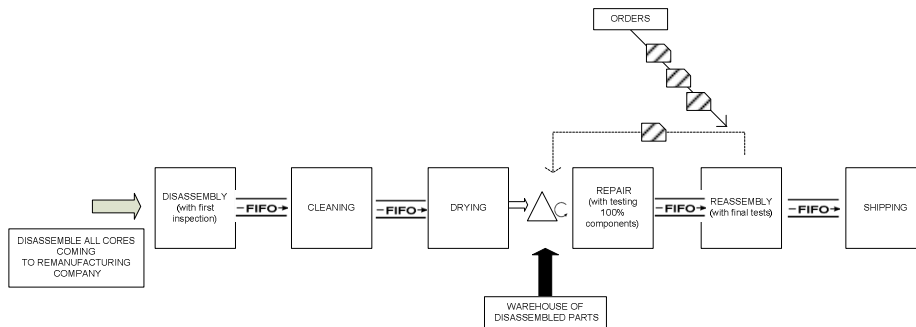 ORDERS
DISASSEMBLY
(with first
inspection)
FIFO
CLEANING
FIFO
DRYING
REPAIR
(with testing
100%
components)
FIFO
REASSEMBLY
(with final tests)
FIFO
SHIPPING
DISASSEMBLE ALL CORES
COMING
TO REMANUFACTURING
COMPANY
WAREHOUSE OF
DISASSEMBLED PARTS